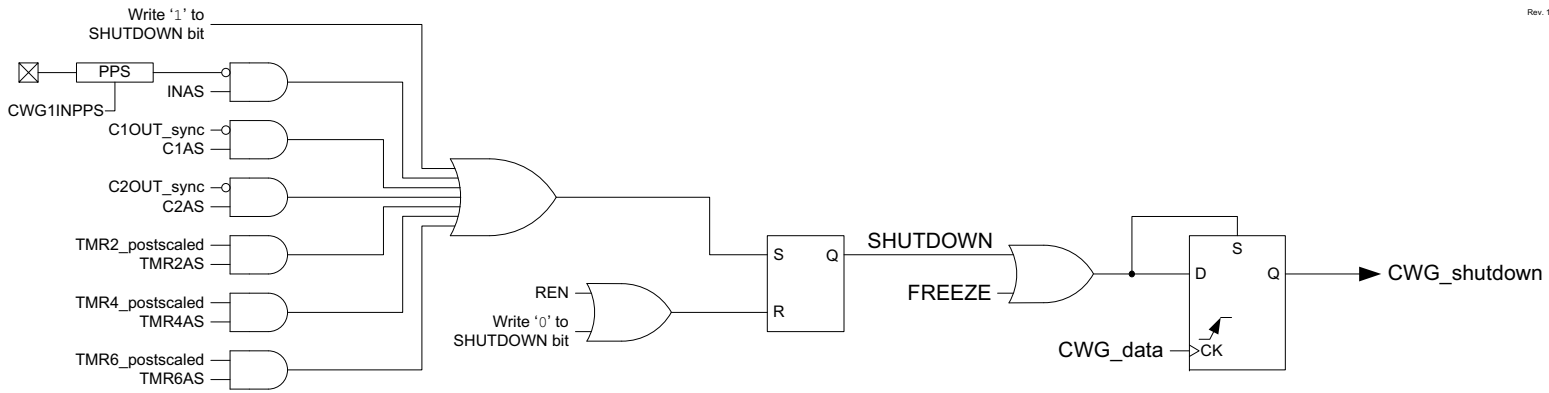 Rev. 1
Write ‘1’ to
SHUTDOWN bit
PPS
INAS
CWG1INPPS
C1OUT_sync
C1AS
C2OUT_sync
C2AS
TMR2_postscaled
TMR2AS
TMR4_postscaled
TMR4AS
TMR6_postscaled
TMR6AS
REN
Write ‘0’ to
SHUTDOWN bit
S
Q
R
SHUTDOWN
FREEZE
S
D
Q
CK
CWG_data
CWG_shutdown